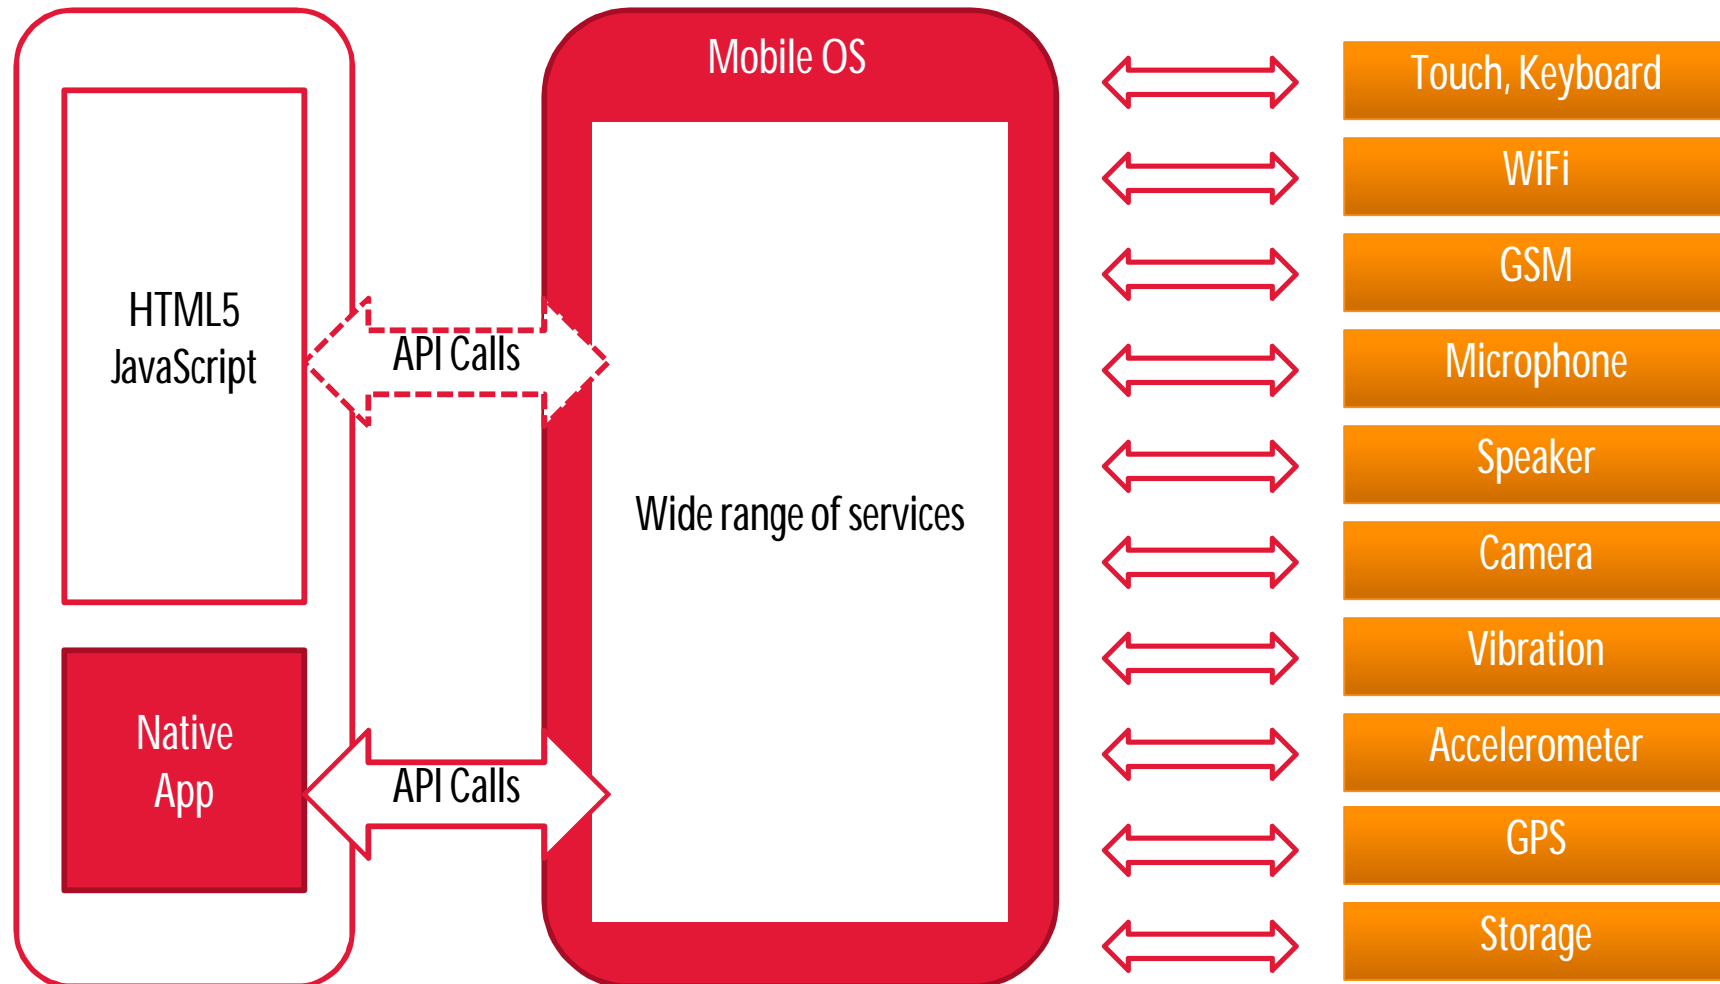 HTML5
JavaScript
Native
App
API Calls
API Calls
Mobile OS
Wide range of services
Touch, Keyboard
WiFi
GSM
Microphone
Speaker
Camera
Vibration
Accelerometer
GPS
Storage